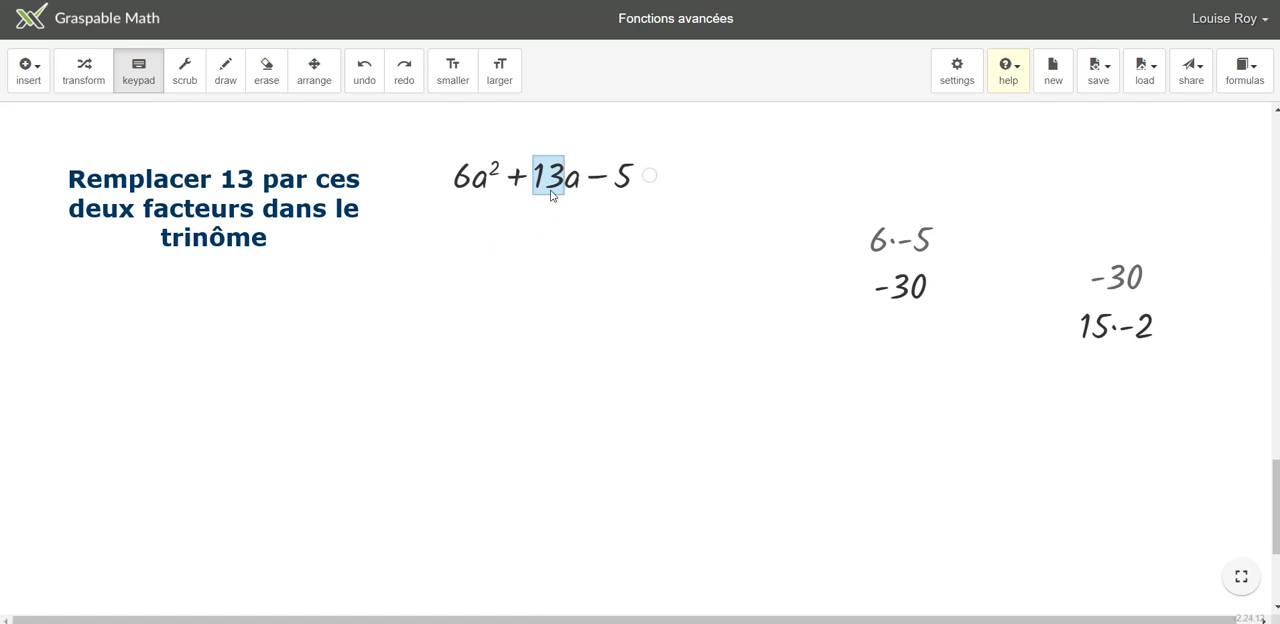 Graspable Math
Fonctions avancées
Louise Roy
insert
transform
keypad
scrub
draw
erase
arrange
undo
redo
smaller
larger
settings
help
new
save
load
share
formulas
Remplacer 13 par ces
deux facteurs dans le
trinôme
6a² + 13a − 5
6·-5
-30
-30
15·-2